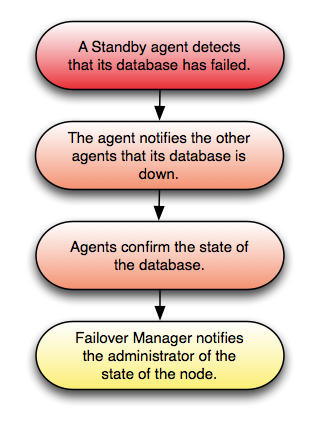 A Standby agent detects
that its database has failed.
The agent notifies the other
agents that its database is
down.
Agents confirm the state of
the database.
Failover Manager notifies
the administrator of the
state of the node.